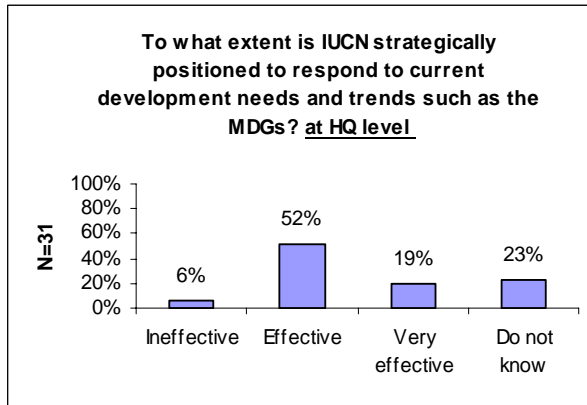 To what extent is IUCN strategically
positioned to respond to current
development needs and trends such as the
MDGs? at HQ level
100%
80%
60%
40%
20%
0%
N=31
6%
52%
19%
23%
Ineffective
Effective
Very
effective
Do not
know